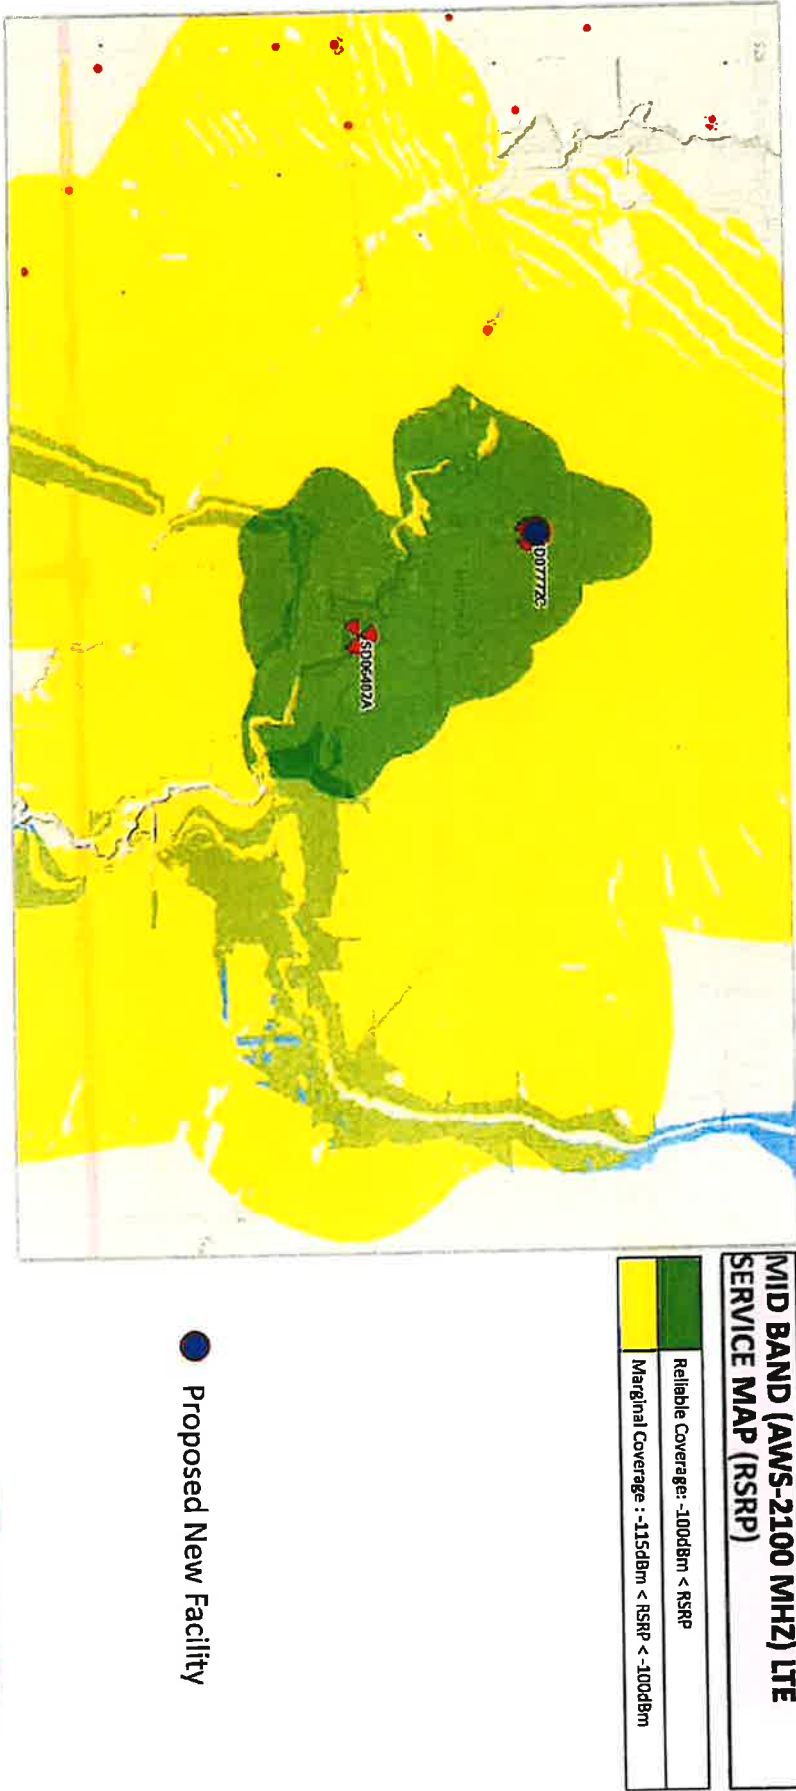 MID BAND (AWS-2100 MHZ) LTE
SERVICE MAP (RSRP)
Reliable Coverage: -100dBm < RSRP
Marginal Coverage : -115dBm < RSRP < -100dBm
D07772C
SD06402A
Proposed New Facility